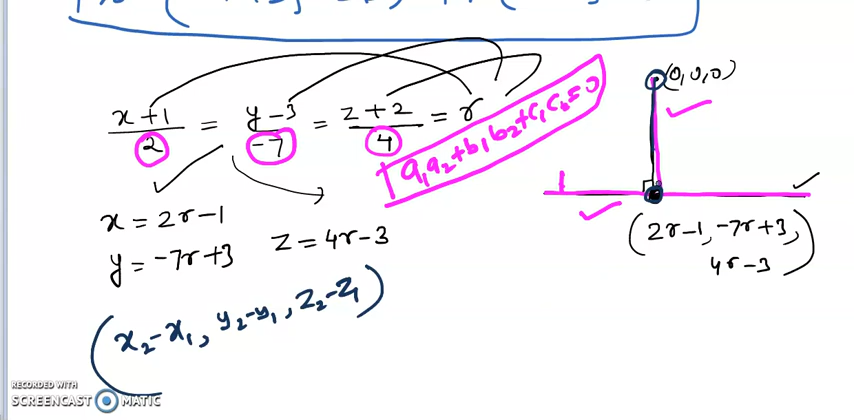 x+1/2 = y-3/-7 = z+2/4 = r
a₁a₂+b₁b₂+c₁c₂=0
(0,0,0)
x = 2r-1
y = -7r+3
z = 4r-3
(2r-1, -7r+3,
4r-3)
(x₂-x₁, y₂-y₁, z₂-z₁)
RECORDED WITH
SCREENCAST MATIC